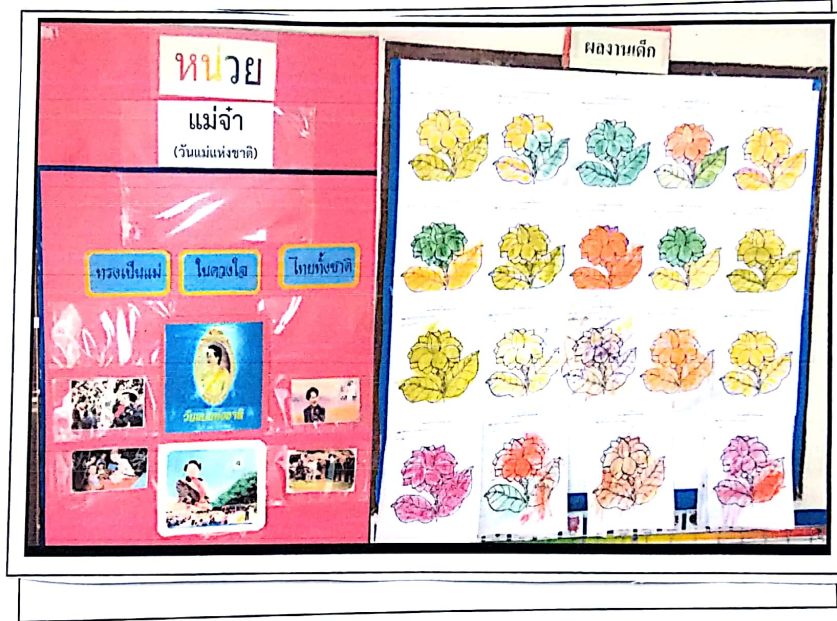 หน่วย
แม่จ๋า
(วันแม่แห่งชาติ)
ทรงเป็นแม่
ในดวงใจ
ไทยทั้งชาติ
วันแม่แห่งชาติ
ผลงานเด็ก